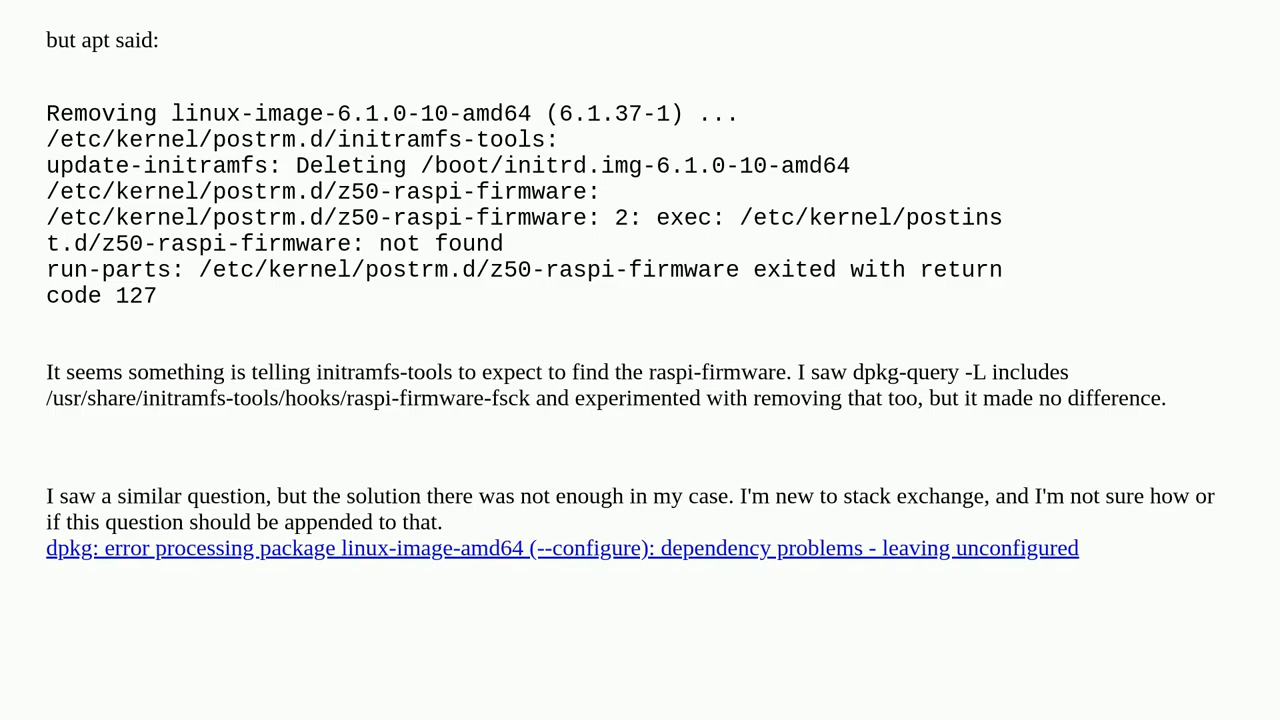 but apt said:
Removing linux-image-6.1.0-10-amd64 (6.1.37-1) ...
/etc/kernel/postrm.d/initramfs-tools:
update-initramfs: Deleting /boot/initrd.img-6.1.0-10-amd64
/etc/kernel/postrm.d/z50-raspi-firmware:
/etc/kernel/postrm.d/z50-raspi-firmware: 2: exec: /etc/kernel/postins
t.d/z50-raspi-firmware: not found
run-parts: /etc/kernel/postrm.d/z50-raspi-firmware exited with return
code 127
It seems something is telling initramfs-tools to expect to find the raspi-firmware. I saw dpkg-query -L includes
/usr/share/initramfs-tools/hooks/raspi-firmware-fsck and experimented with removing that too, but it made no difference.
I saw a similar question, but the solution there was not enough in my case. I'm new to stack exchange, and I'm not sure how or
if this question should be appended to that.
dpkg: error processing package linux-image-amd64 (--configure): dependency problems - leaving unconfigured